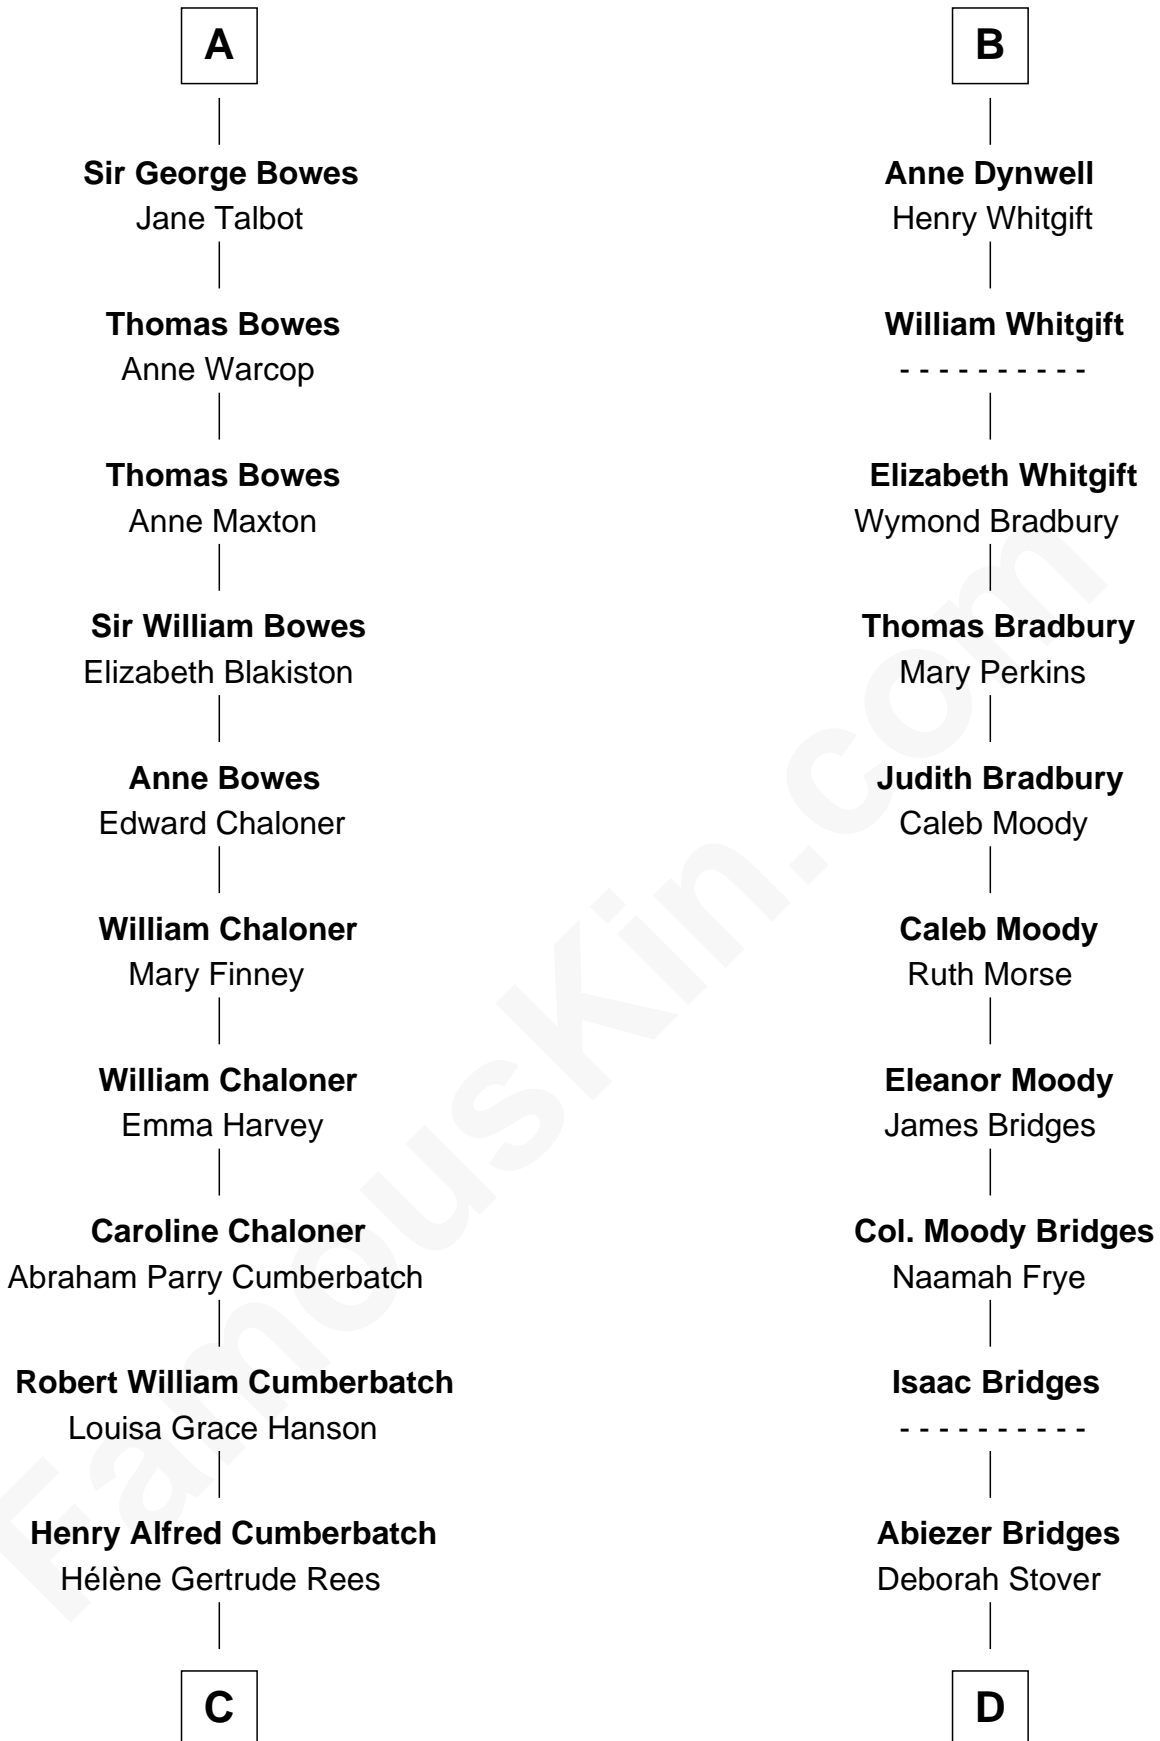 A
Sir George Bowes
Jane Talbot
Thomas Bowes
Anne Warcop
Thomas Bowes
Anne Maxton
Sir William Bowes
Elizabeth Blakiston
Anne Bowes
Edward Chaloner
William Chaloner
Mary Finney
William Chaloner
Emma Harvey
Caroline Chaloner
Abraham Parry Cumberbatch
Robert William Cumberbatch
Louisa Grace Hanson
Henry Alfred Cumberbatch
Hélène Gertrude Rees
C
B
Anne Dynwell
Henry Whitgift
William Whitgift
- - - - - - - - - -
Elizabeth Whitgift
Wymond Bradbury
Thomas Bradbury
Mary Perkins
Judith Bradbury
Caleb Moody
Caleb Moody
Ruth Morse
Eleanor Moody
James Bridges
Col. Moody Bridges
Naamah Frye
Isaac Bridges
- - - - - - - - - -
Abiezer Bridges
Deborah Stover
D
FamousKin.com